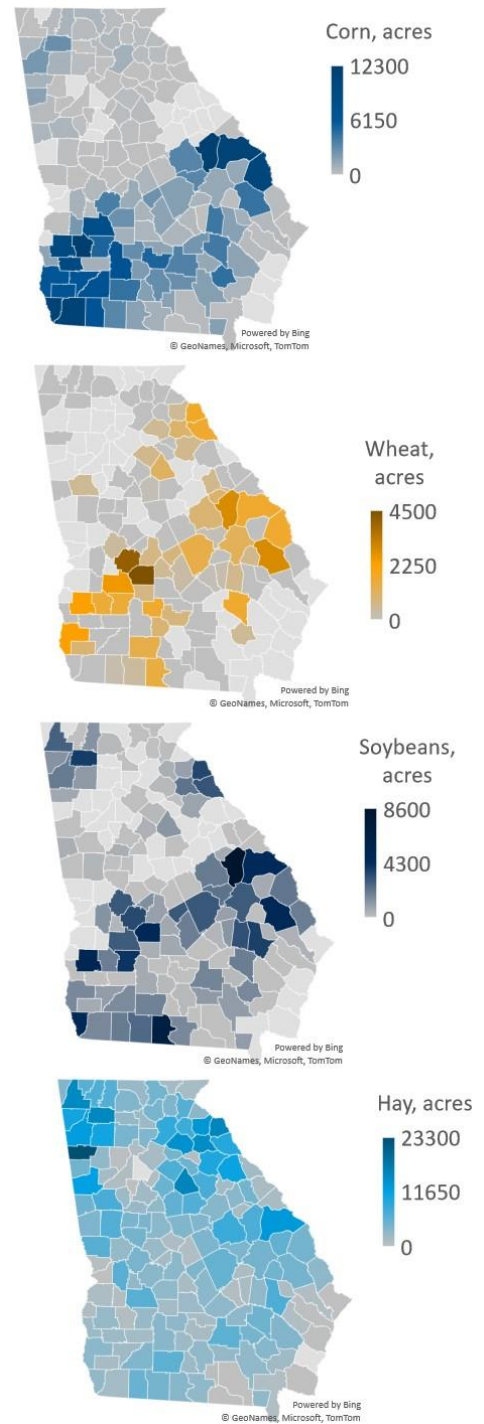 Corn, acres
12300
6150
0
Powered by Bing
© GeoNames, Microsoft, TomTom
Wheat,
acres
4500
2250
0
Powered by Bing
© GeoNames, Microsoft, TomTom
Soybeans,
acres
8600
4300
0
Powered by Bing
© GeoNames, Microsoft, TomTom
Hay, acres
23300
11650
0
Powered by Bing
© GeoNames, Microsoft, TomTom